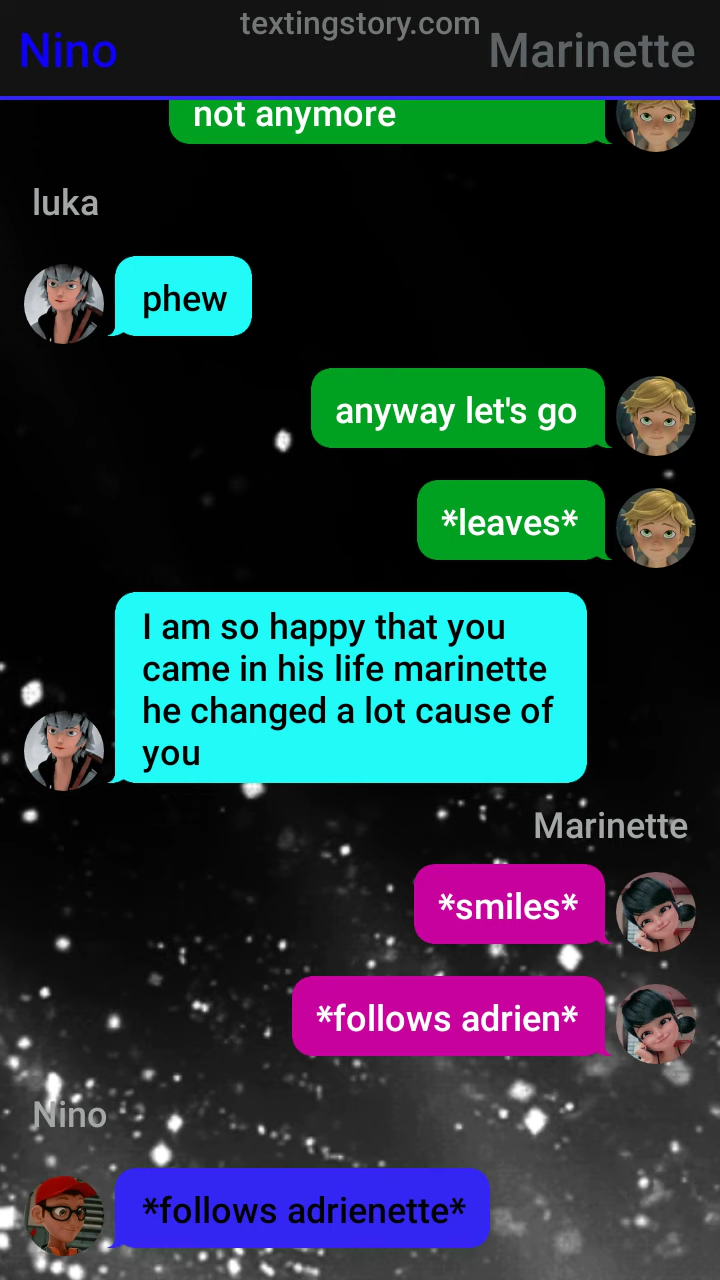 textingstory.com
Nino
Marinette
not anymore
luka
phew
anyway let's go
*leaves*
I am so happy that you
came in his life marinette
he changed a lot cause of
you
Marinette
*smiles*
*follows adrien*
Nino
*follows adrienette*